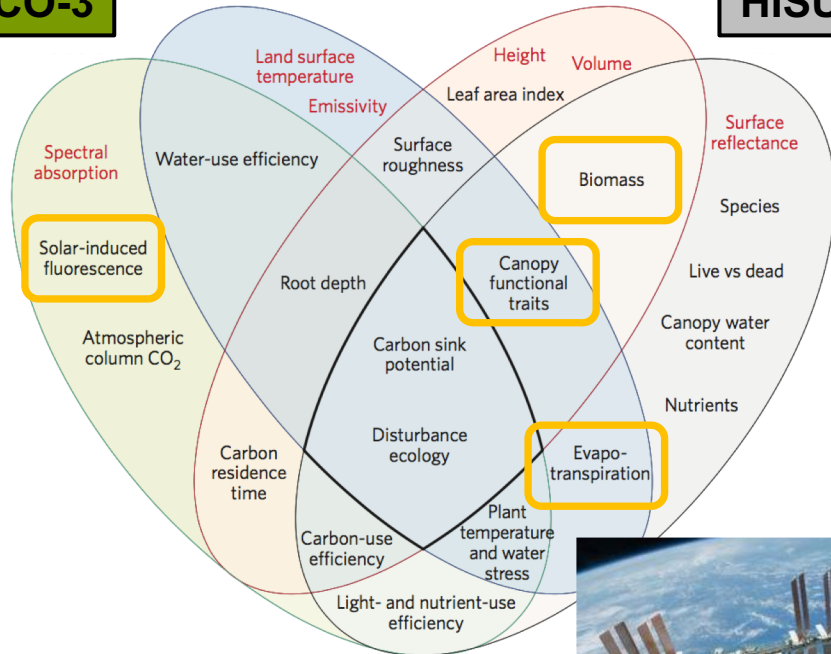 CO-3
HISU
Land surface
temperature
Emissivity
Height
Volume
Leaf area index
Spectral
absorption
Water-use efficiency
Surface
roughness
Surface
reflectance
Biomass
Species
Solar-induced
fluorescence
Root depth
Canopy
functional
traits
Live vs dead
Atmospheric
column CO₂
Carbon sink
potential
Canopy water
content
Nutrients
Disturbance
ecology
Carbon
residence
time
Evapo-
transpiration
Carbon-use
efficiency
Plant
temperature
and water
stress
Light- and nutrient-use
efficiency